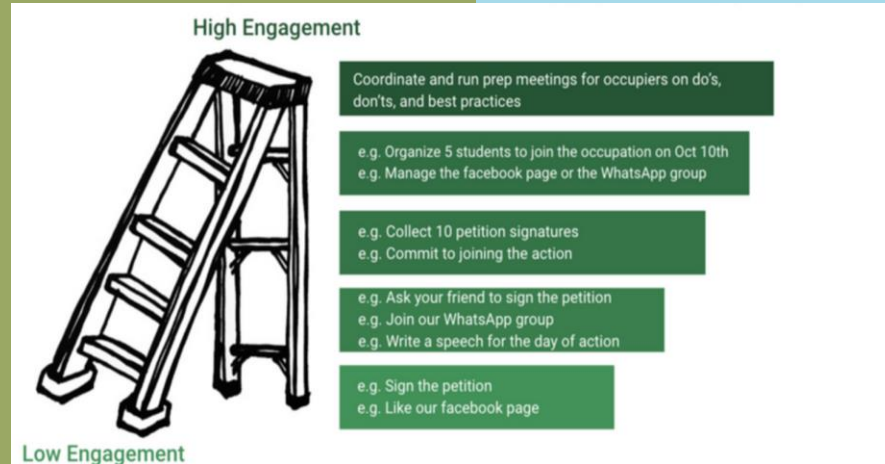 High Engagement
Coordinate and run prep meetings for occupiers on do's,
don'ts, and best practices
e.g. Organize 5 students to join the occupation on Oct 10th
e.g. Manage the facebook page or the WhatsApp group
e.g. Collect 10 petition signatures
e.g. Commit to joining the action
e.g. Ask your friend to sign the petition
e.g. Join our WhatsApp group
e.g. Write a speech for the day of action
e.g. Sign the petition
e.g. Like our facebook page
Low Engagement